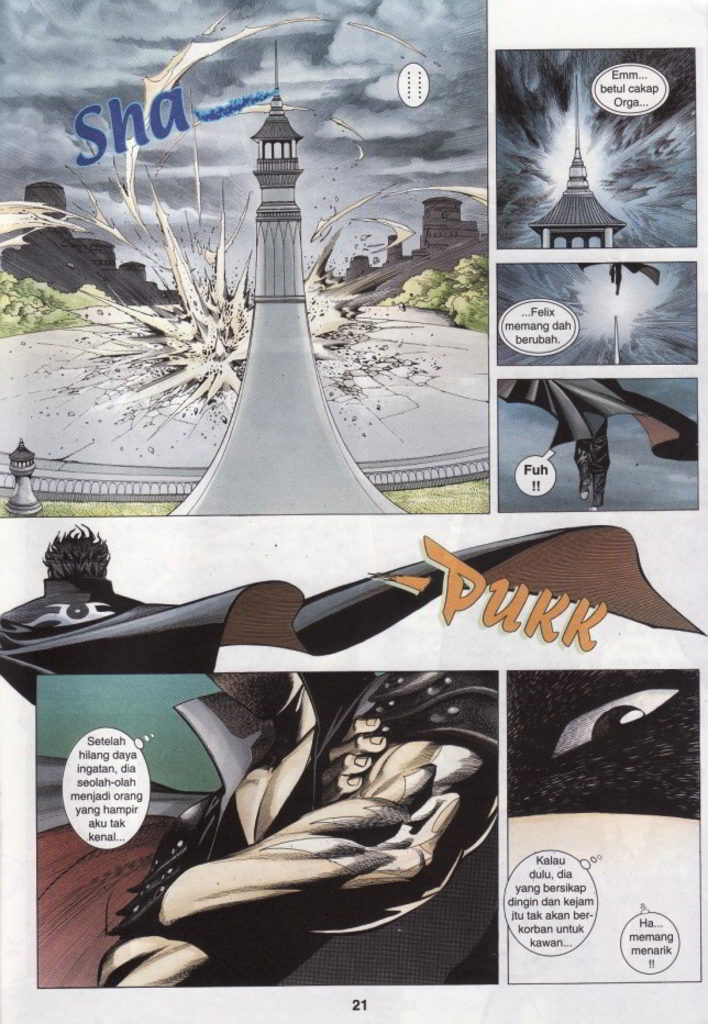 Sha
......
Emm...
betul cakap
Orga...
...Felix
memang dah
berubah.
Fuh
!!
PUKK
Setelah
hilang daya
ingatan, dia
seolah-olah
menjadi orang
yang hampir
aku tak
kenal...
Kalau
dulu, dia
yang bersikap
dingin dan kejam
itu tak akan ber-
korban untuk
kawan...
Ha...
memang
menarik
!!
21